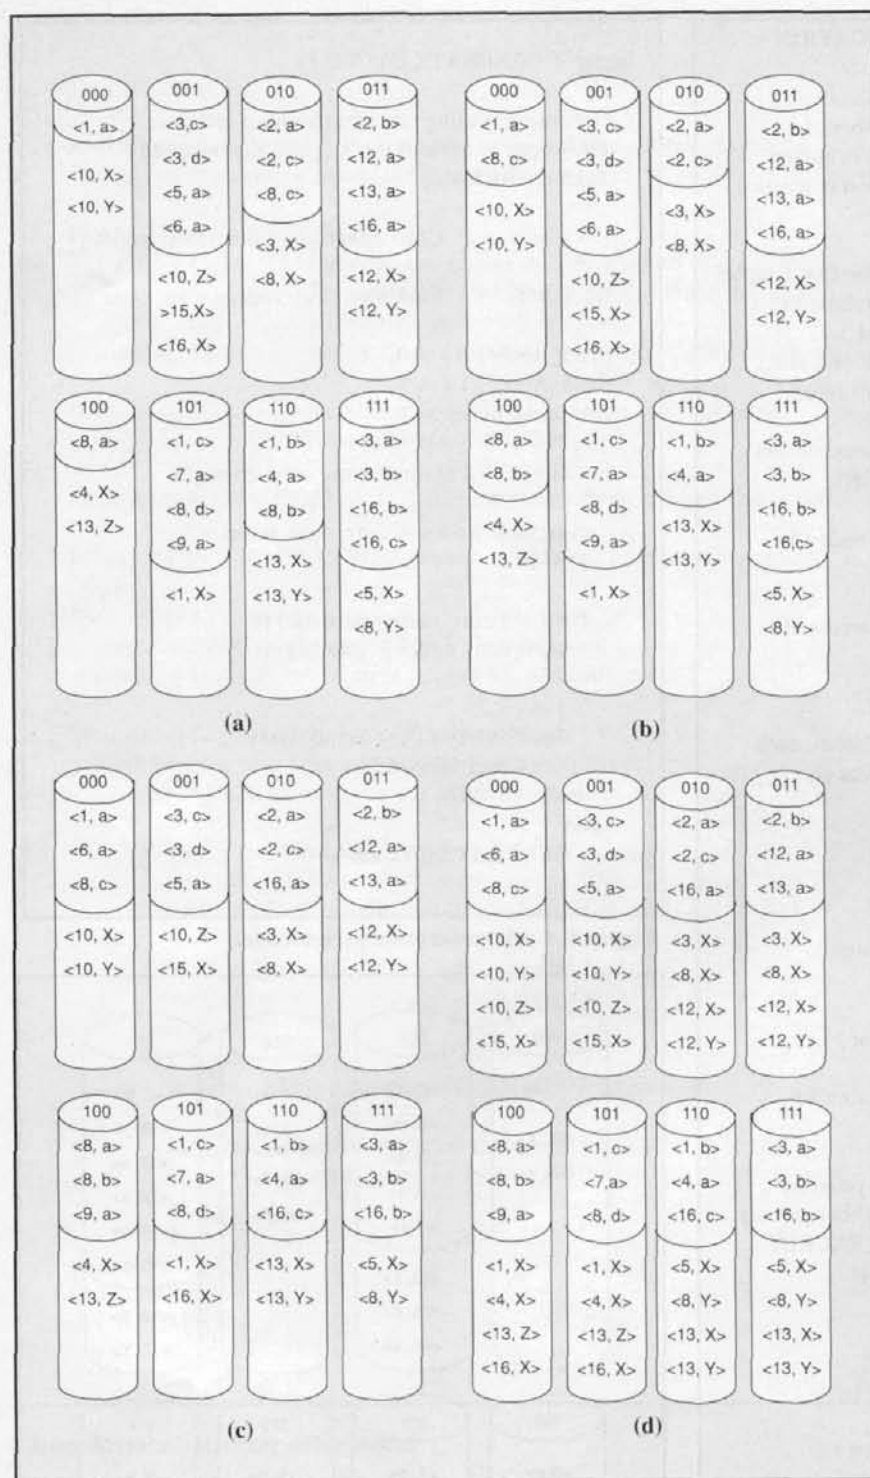 000 001 010 011
<1, a> <3,c> <2, a> <2, b>
<3, d> <2, c> <12, a>
<10, X> <5, a> <8, c> <13, a>
<10, Y> <6, a> <16, a>
<3, X>
<10, Z> <8, X> <12, X>
>15,X> <12, Y>
<16, X>
100 101 110 111
<8, a> <1, c> <1, b> <3, a>
<7, a> <4, a> <3, b>
<4, X> <8, d> <8, b> <16, b>
<13, Z> <9, a> <16, c>
<13, X>
<1, X> <13, Y> <5, X>
<8, Y>
(a)
000 001 010 011
<1, a> <3, c> <2, a> <2, b>
<8, c> <3, d> <2, c> <12, a>
<5, a> <13, a>
<10, X> <6, a> <3, X> <16, a>
<10, Y> <8, X>
<10, Z> <12, X>
<15, X> <12, Y>
<16, X>
100 101 110 111
<8, a> <1, c> <1, b> <3, a>
<8, b> <7, a> <4, a> <3, b>
<8, d> <16, b>
<4, X> <9, a> <13, X> <16,c>
<13, Z> <13, Y>
<1, X> <5, X>
<8, Y>
(b)
000 001 010 011
<1, a> <3, c> <2, a> <2, b>
<6, a> <3, d> <2, c> <12, a>
<8, c> <5, a> <16, a> <13, a>
<10, X> <10, Z> <3, X> <12, X>
<10, Y> <15, X> <8, X> <12, Y>
100 101 110 111
<8, a> <1, c> <1, b> <3, a>
<8, b> <7, a> <4, a> <3, b>
<9, a> <8, d> <16, c> <16, b>
<4, X> <1, X> <13, X> <5, X>
<13, Z> <16, X> <13, Y> <8, Y>
(c)
000 001 010 011
<1, a> <3, c> <2, a> <2, b>
<6, a> <3, d> <2, c> <12, a>
<8, c> <5, a> <16, a> <13, a>
<10, X> <10, X> <3, X> <3, X>
<10, Y> <10, Y> <8, X> <8, X>
<10, Z> <10, Z> <12, X> <12, X>
<15, X> <15, X> <12, Y> <12, Y>
100 101 110 111
<8, a> <1, c> <1, b> <3, a>
<8, b> <7,a> <4, a> <3, b>
<9, a> <8, d> <16, c> <16, b>
<1, X> <1, X> <5, X> <5, X>
<4, X> <4, X> <8, Y> <8, Y>
<13, Z> <13, Z> <13, X> <13, X>
<16, X> <16, X> <13, Y> <13, Y>
(d)